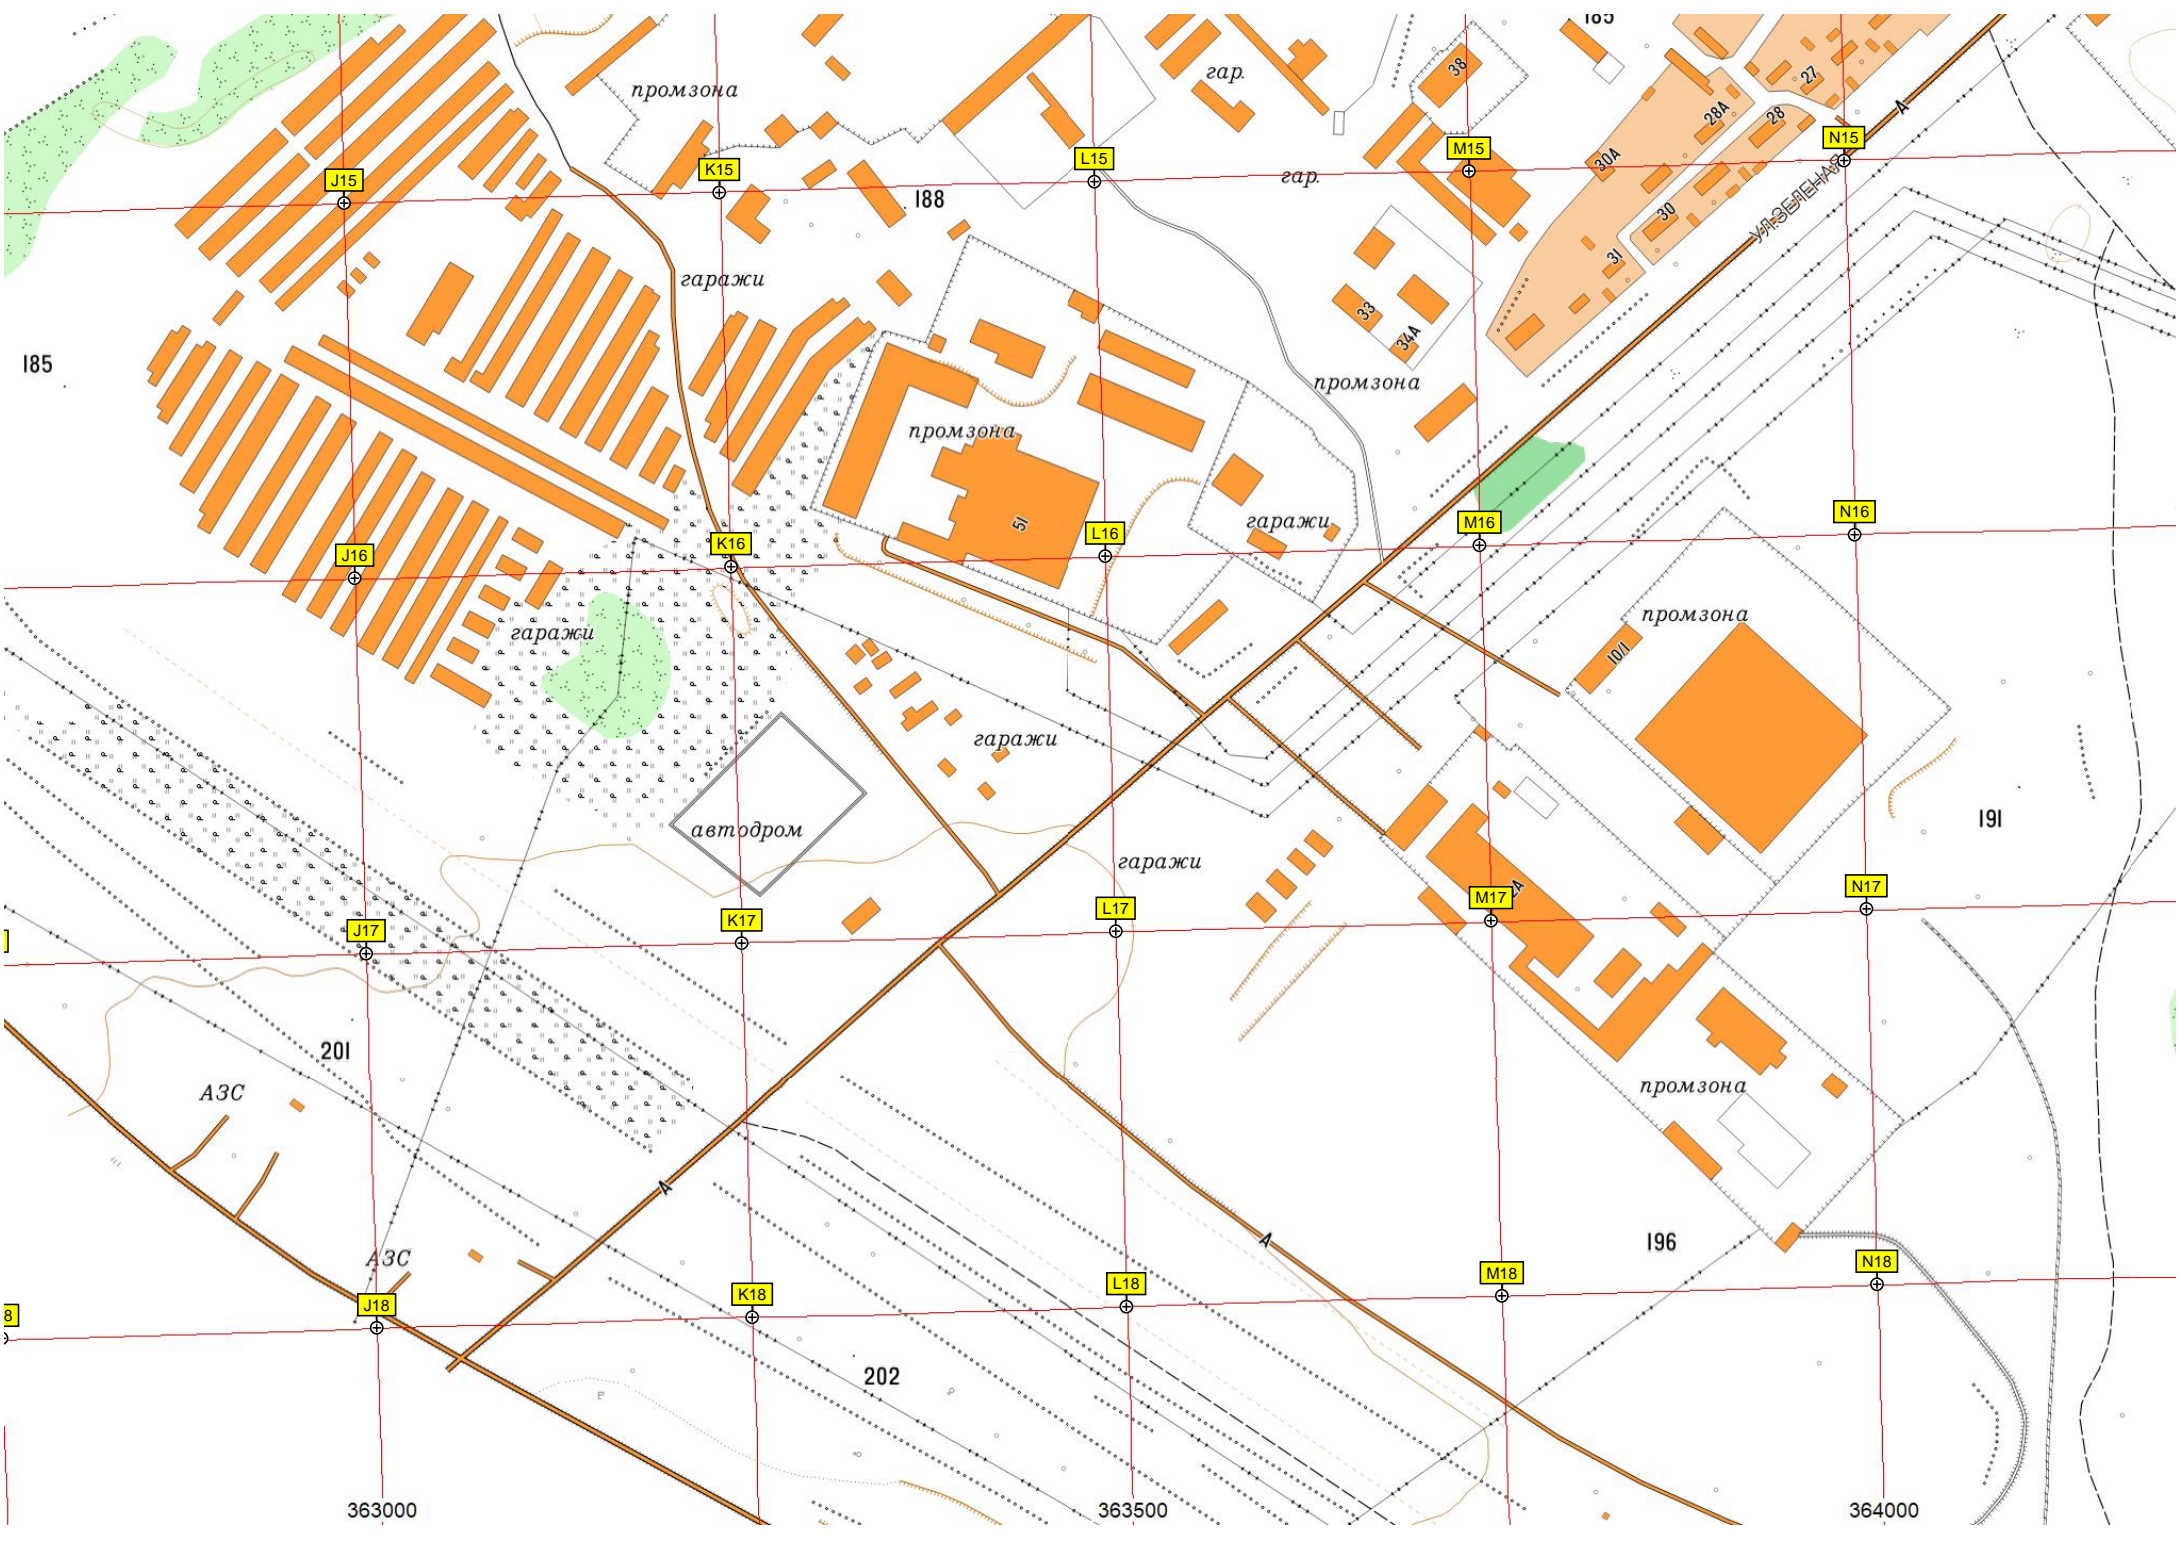 185
38
27
промзона
гар.
28А
28
А
N15
M15
L15
K15
J15
30А
гар.
188
УЛ.ЗЕЛЕНАЯ
30
31
гаражи
33
34А
185
промзона
промзона
51
гаражи
J16
K16
L16
M16
N16
гаражи
промзона
10/1
гаражи
автодром
191
гаражи
J17
K17
L17
M17
N17
201
АЗС
промзона
А
А
АЗС
196
8
J18
K18
L18
M18
N18
202
363000
363500
364000